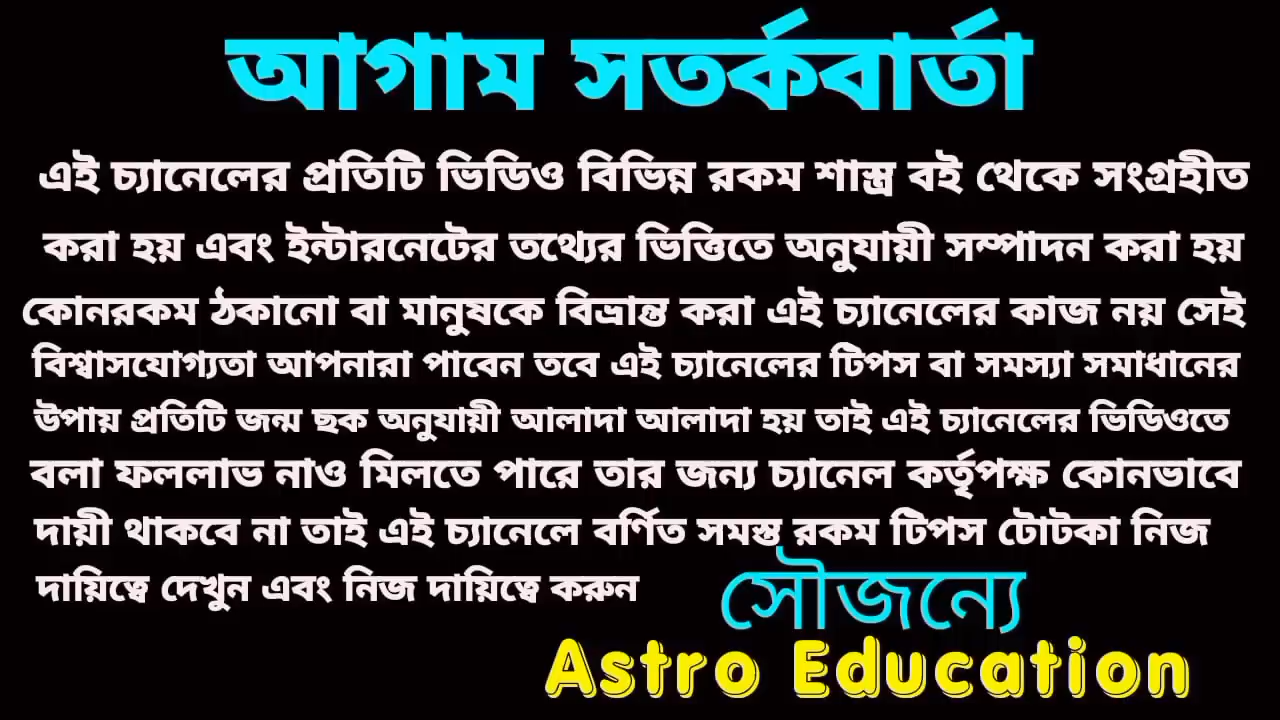 আগাম সতর্কবার্তা
এই চ্যানেলের প্রতিটি ভিডিও বিভিন্ন রকম শাস্ত্র বই থেকে সংগ্রহীত
করা হয় এবং ইন্টারনেটের তথ্যের ভিত্তিতে অনুযায়ী সম্পাদন করা হয়
কোনরকম ঠকানো বা মানুষকে বিভ্রান্ত করা এই চ্যানেলের কাজ নয় সেই
বিশ্বাসযোগ্যতা আপনারা পাবেন তবে এই চ্যানেলের টিপস বা সমস্যা সমাধানের
উপায় প্রতিটি জন্ম ছক অনুযায়ী আলাদা আলাদা হয় তাই এই চ্যানেলের ভিডিওতে
বলা ফললাভ নাও মিলতে পারে তার জন্য চ্যানেল কর্তৃপক্ষ কোনভাবে
দায়ী থাকবে না তাই এই চ্যানেলে বর্ণিত সমস্ত রকম টিপস টোটকা নিজ
দায়িত্বে দেখুন এবং নিজ দায়িত্বে করুন
সৌজন্যে
Astro Education